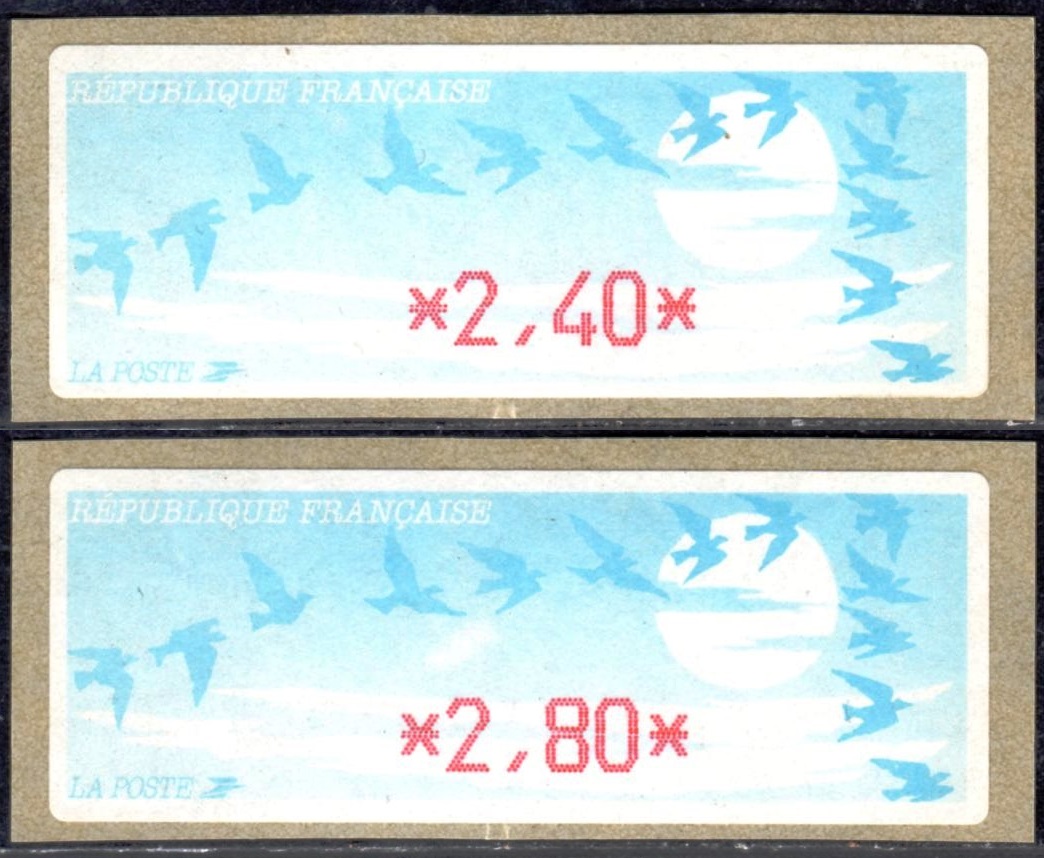 RÉPUBLIQUE FRANÇAISE
*2,40*
LA POSTE
RÉPUBLIQUE FRANÇAISE
*2,80*
LA POSTE